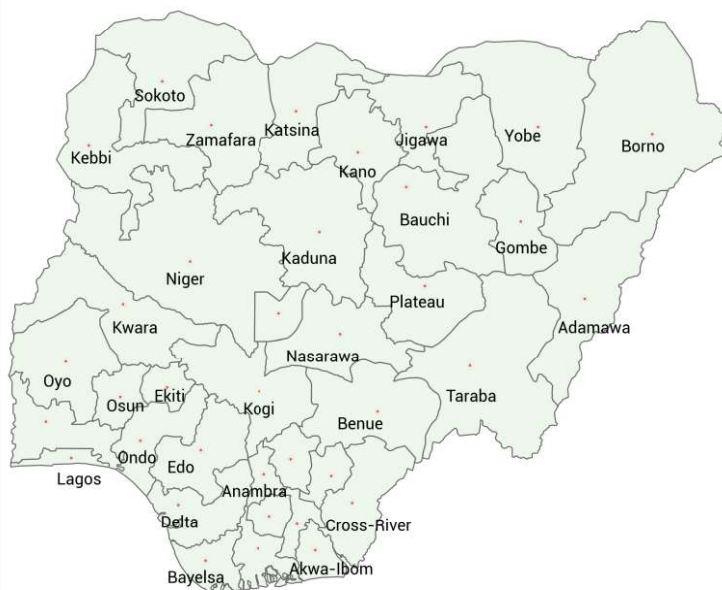 Sokoto
Zamafara
Katsina
Jigawa
Yobe
Borno
Kebbi
Kano
Bauchi
Gombe
Kaduna
Niger
Plateau
Adamawa
Kwara
Nasarawa
Oyo
Osun
Ekiti
Kogi
Taraba
Benue
Ondo
Edo
Lagos
Anambra
Delta
Cross-River
Bayelsa
Akwa-Ibom